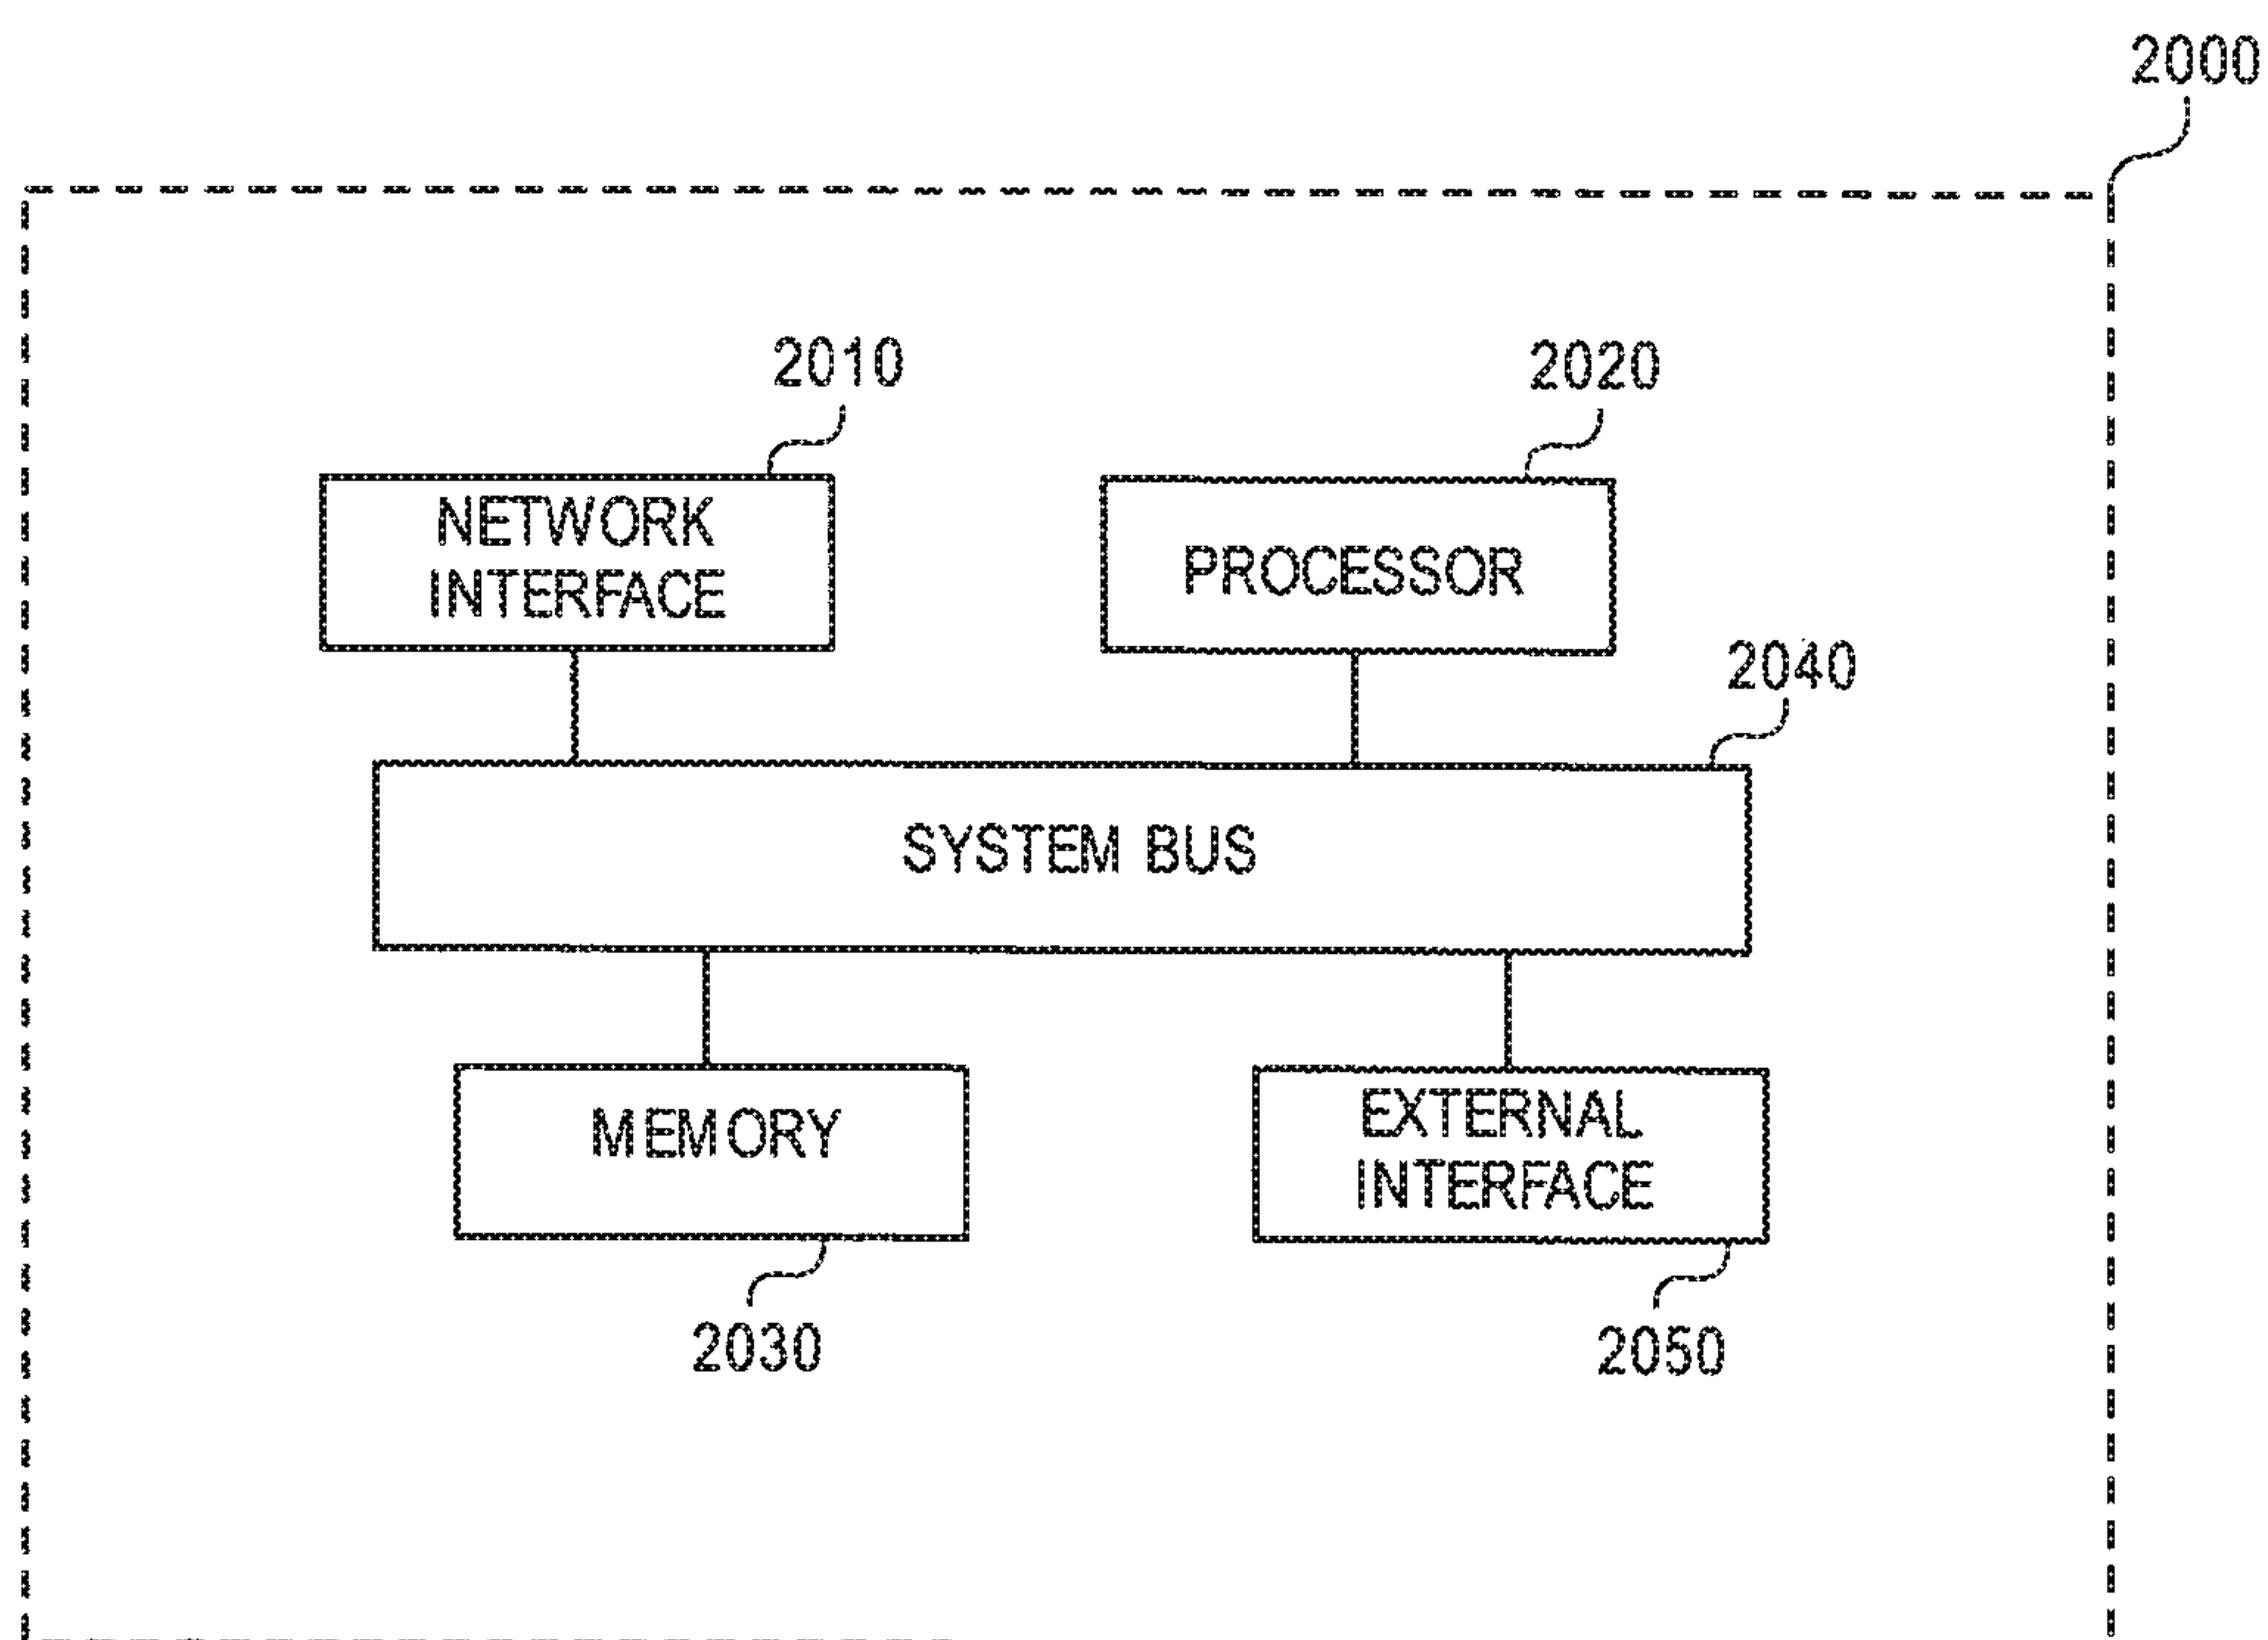 2000
2010
2020
NETWORK
INTERFACE
PROCESSOR
2040
SYSTEM BUS
MEMORY
EXTERNAL
INTERFACE
2030
2050